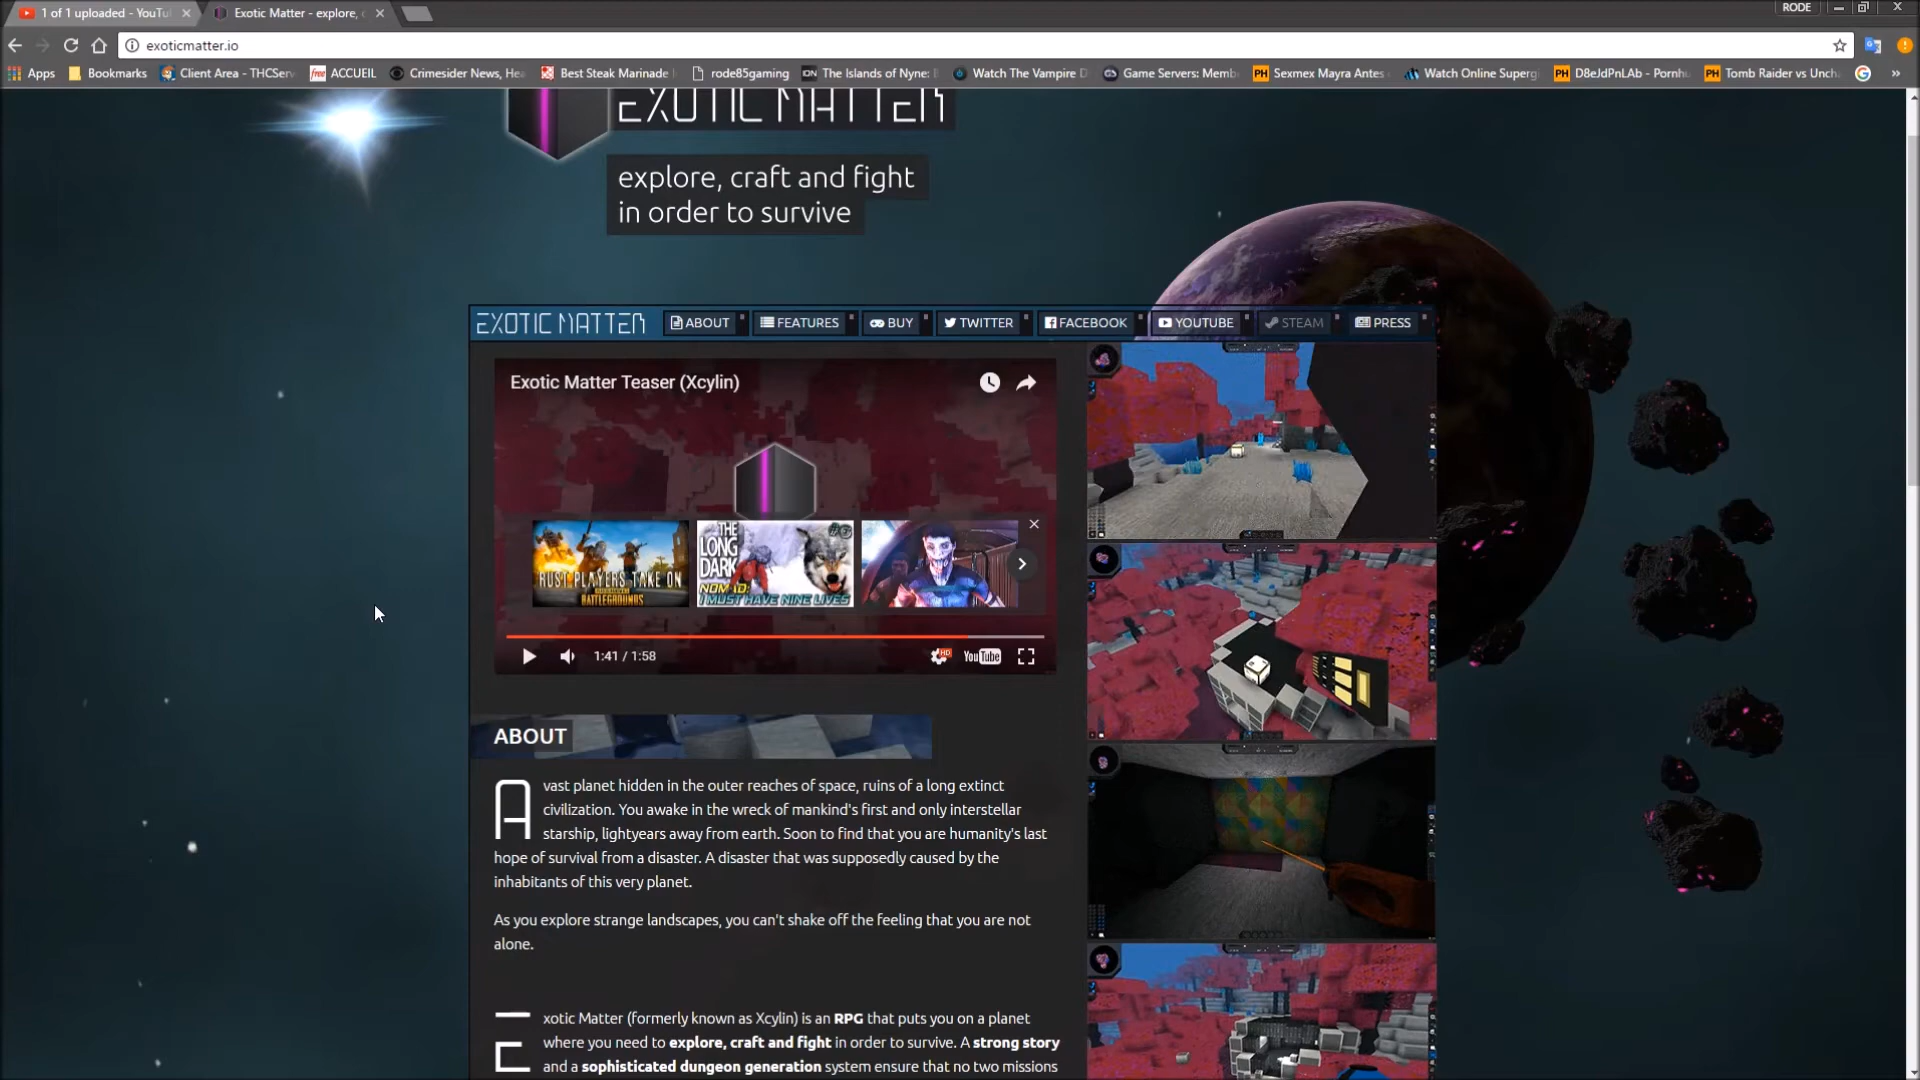 1 of 1 uploaded - YouTu
Exotic Matter - explore, c
RODE
exoticmatter.io
Apps
Bookmarks
Client Area - THCServ
free ACCUEIL
Crimesider News, Hea
Best Steak Marinade
rode85gaming
The Islands of Nyne: B
Watch The Vampire D
Game Servers: Memb
PH Sexmex Mayra Antes
Watch Online Supergi
PH D8eJdPnLAb - Pornhu
PH Tomb Raider vs Unch
»
EXOTIC MATTER
explore, craft and fight
in order to survive
EXOTIC MATTER
ABOUT
FEATURES
BUY
TWITTER
FACEBOOK
YOUTUBE
STEAM
PRESS
Exotic Matter Teaser (Xcylin)
RUST PLAYERS TAKE ON
BATTLEGROUNDS
THE
LONG
DARK
NOMAD:
I MUST HAVE NINE LIVES
1:41 / 1:58
HD
YouTube
ABOUT
A vast planet hidden in the outer reaches of space, ruins of a long extinct
civilization. You awake in the wreck of mankind's first and only interstellar
starship, lightyears away from earth. Soon to find that you are humanity's last
hope of survival from a disaster. A disaster that was supposedly caused by the
inhabitants of this very planet.
As you explore strange landscapes, you can't shake off the feeling that you are not
alone.
Exotic Matter (formerly known as Xcylin) is an RPG that puts you on a planet
where you need to explore, craft and fight in order to survive. A strong story
and a sophisticated dungeon generation system ensure that no two missions